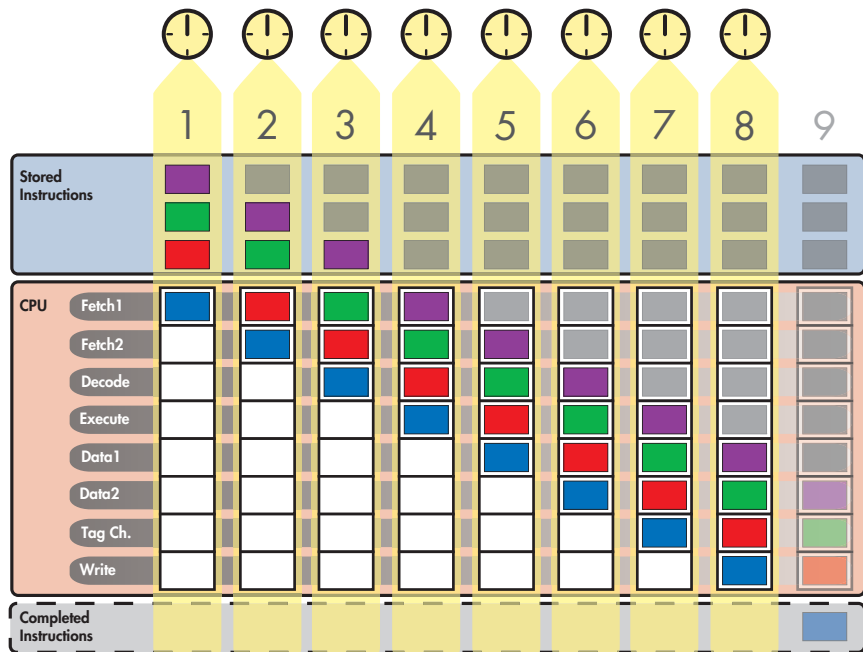 1 2 3 4 5 6 7 8 9
Stored
Instructions
CPU
Fetch1
Fetch2
Decode
Execute
Data1
Data2
Tag Ch.
Write
Completed
Instructions